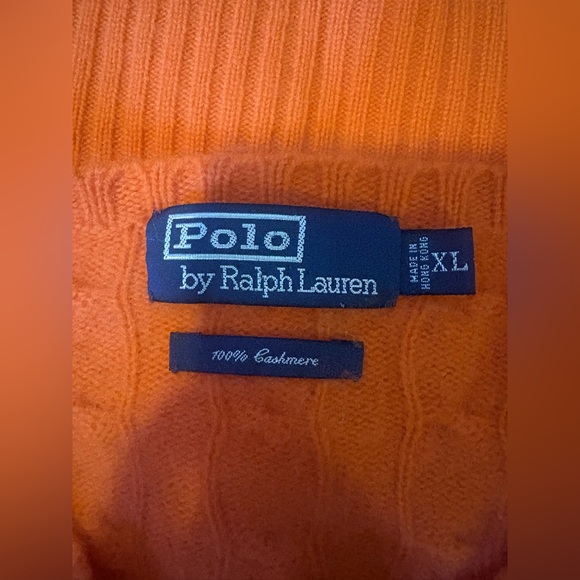 Polo
by Ralph Lauren
MADE IN
HONG KONG
XL
100% Cashmere